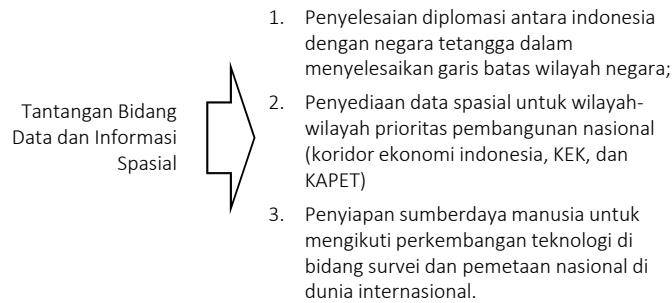 Tantangan Bidang
Data dan Informasi
Spasial
1. Penyelesaian diplomasi antara indonesia
dengan negara tetangga dalam
menyelesaikan garis batas wilayah negara;
2. Penyediaan data spasial untuk wilayah-
wilayah prioritas pembangunan nasional
(koridor ekonomi indonesia, KEK, dan
KAPET)
3. Penyiapan sumberdaya manusia untuk
mengikuti perkembangan teknologi di
bidang survei dan pemetaan nasional di
dunia internasional.